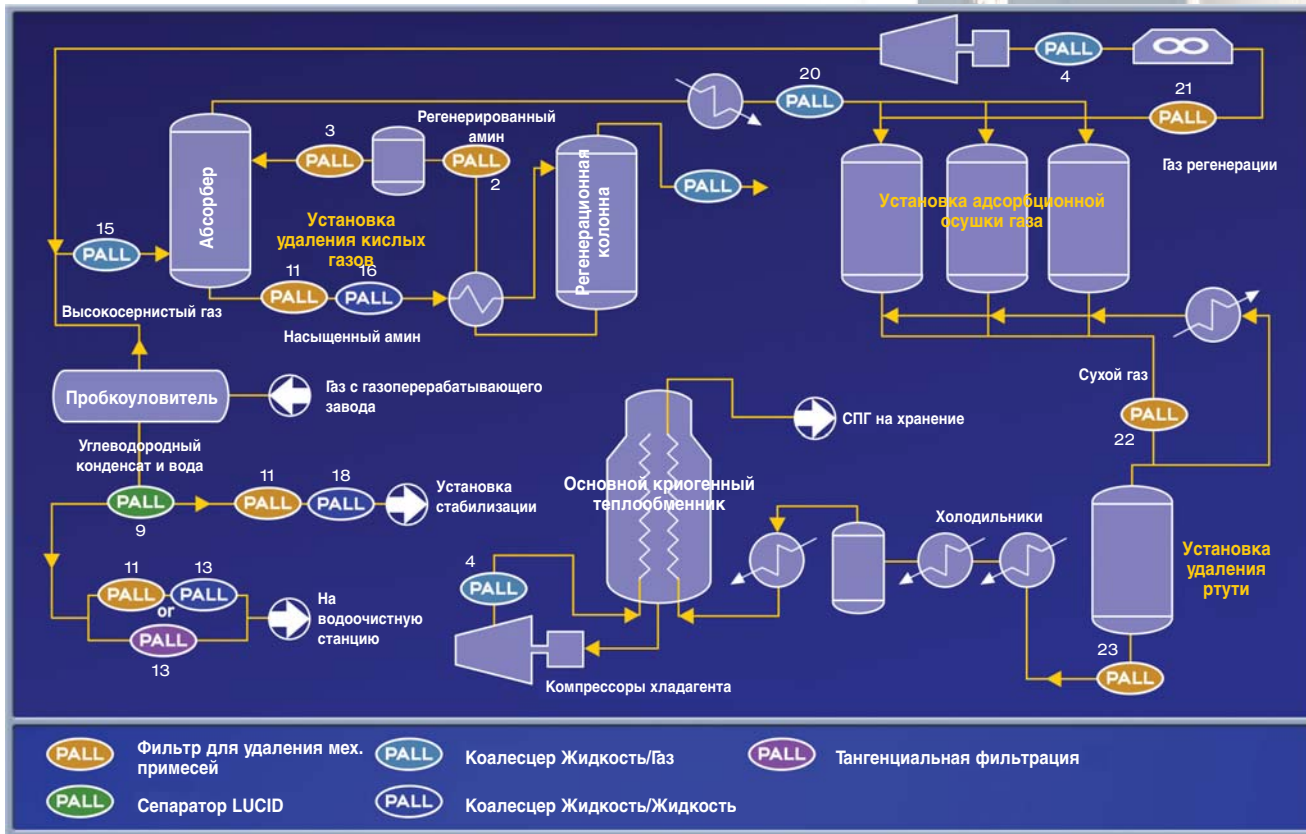 PALL
4
20
PALL
21
PALL
Регенерированный
амин
3
PALL
PALL
2
Газ регенерации
PALL
Абсорбер
Регенерационная
колонна
Установка адсорбционной
осушки газа
Установка
удаления кислых
газов
15
PALL
11
PALL
16
PALL
Высокосернистый газ
Насыщенный амин
Пробкоуловитель
Газ с газоперерабатывающего
завода
Сухой газ
PALL
22
СПГ на хранение
Углеводородный
конденсат и вода
PALL
9
11
PALL
18
PALL
Установка
стабилизации
Основной криогенный
теплообменник
Холодильники
Установка
удаления
ртути
4
PALL
11
PALL
13
PALL
or
PALL
13
На
водоочистную
станцию
Компрессоры хладагента
23
PALL
PALL
Фильтр для удаления мех.
примесей
PALL
Коалесцер Жидкость/Газ
PALL
Тангенциальная фильтрация
PALL
Сепаратор LUCID
PALL
Коалесцер Жидкость/Жидкость